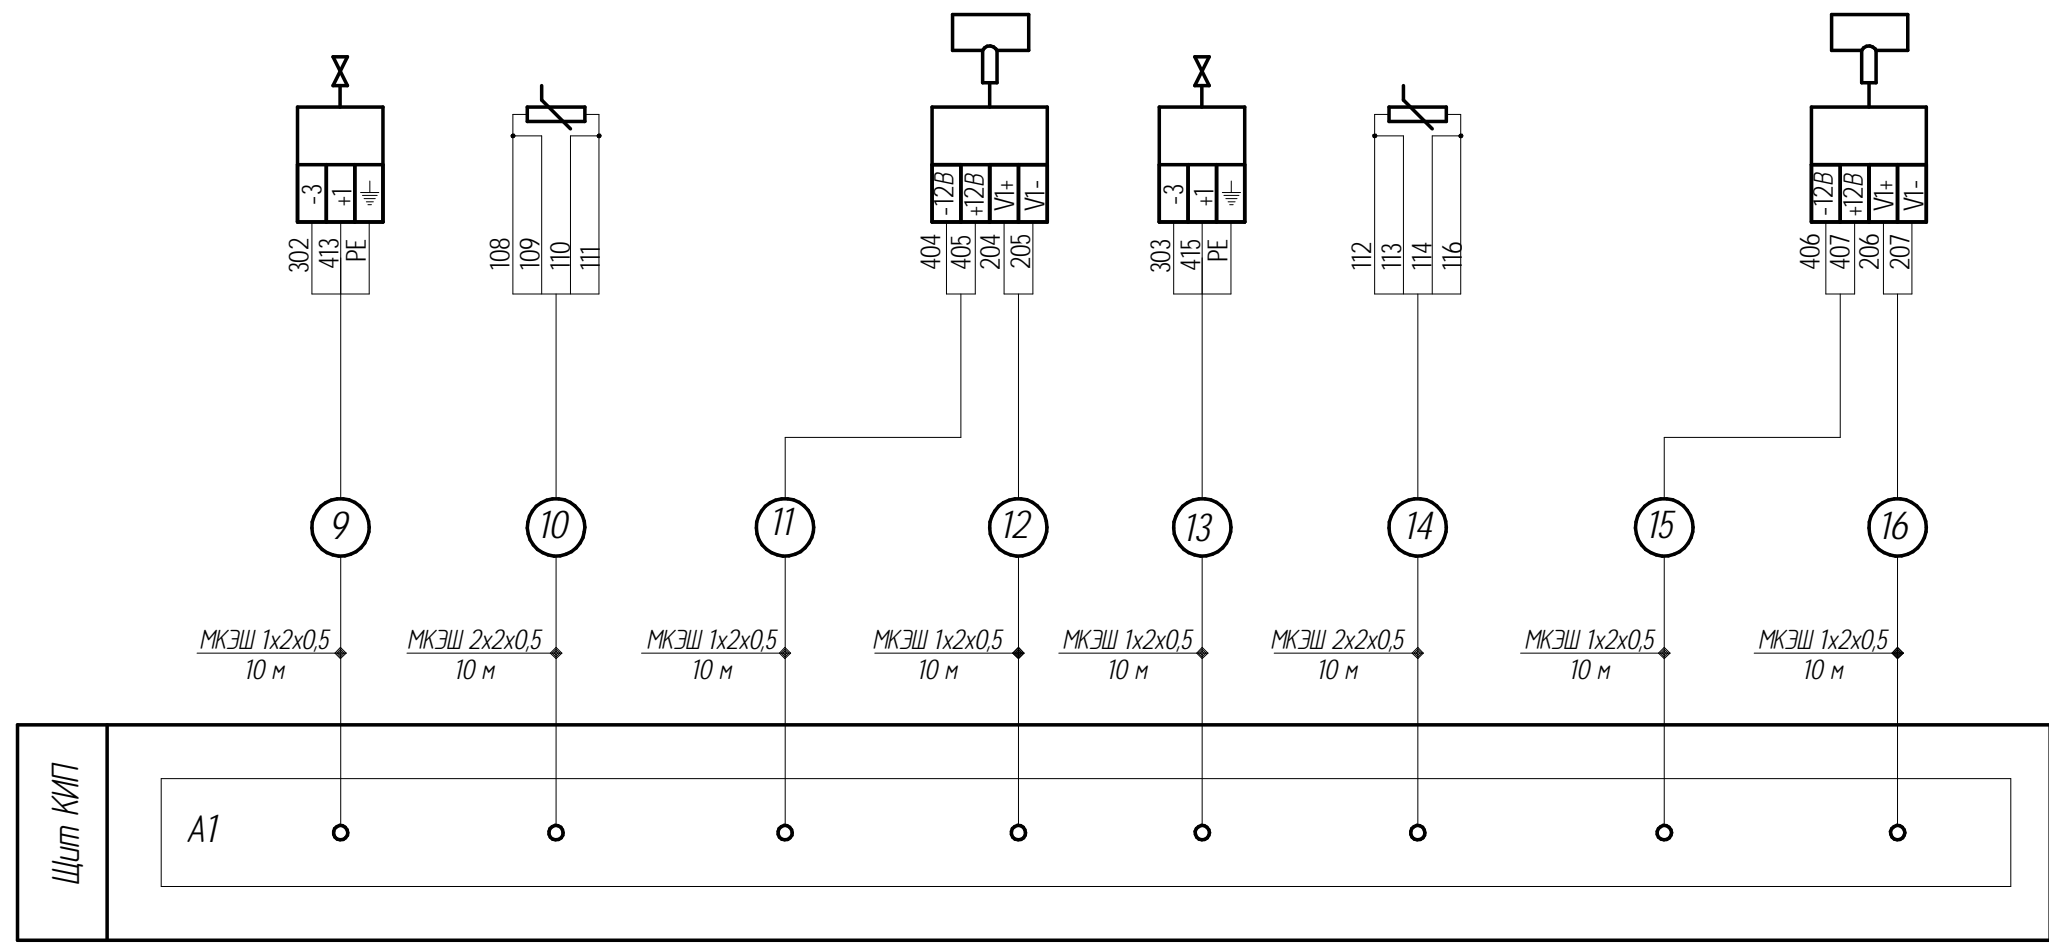 -3 +1
-12В +12В V1+ V1-
-3 +1
-12В +12В V1+ V1-
302 413 PE
108 109 110 111
404 405 204 205
303 415 PE
112 113 114 116
406 407 206 207
9 10 11 12 13 14 15 16
МКЭШ 1х2х0,5
10 м
МКЭШ 2х2х0,5
10 м
МКЭШ 1х2х0,5
10 м
МКЭШ 1х2х0,5
10 м
МКЭШ 1х2х0,5
10 м
МКЭШ 2х2х0,5
10 м
МКЭШ 1х2х0,5
10 м
МКЭШ 1х2х0,5
10 м
Щит КИП
А1